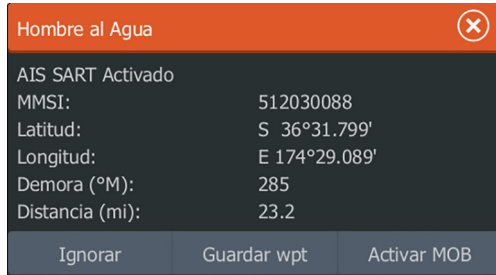 Hombre al Agua
AIS SART Activado
MMSI: 512030088
Latitud: S 36°31.799'
Longitud: E 174°29.089'
Demora (°M): 285
Distancia (mi): 23.2
Ignorar Guardar wpt Activar MOB